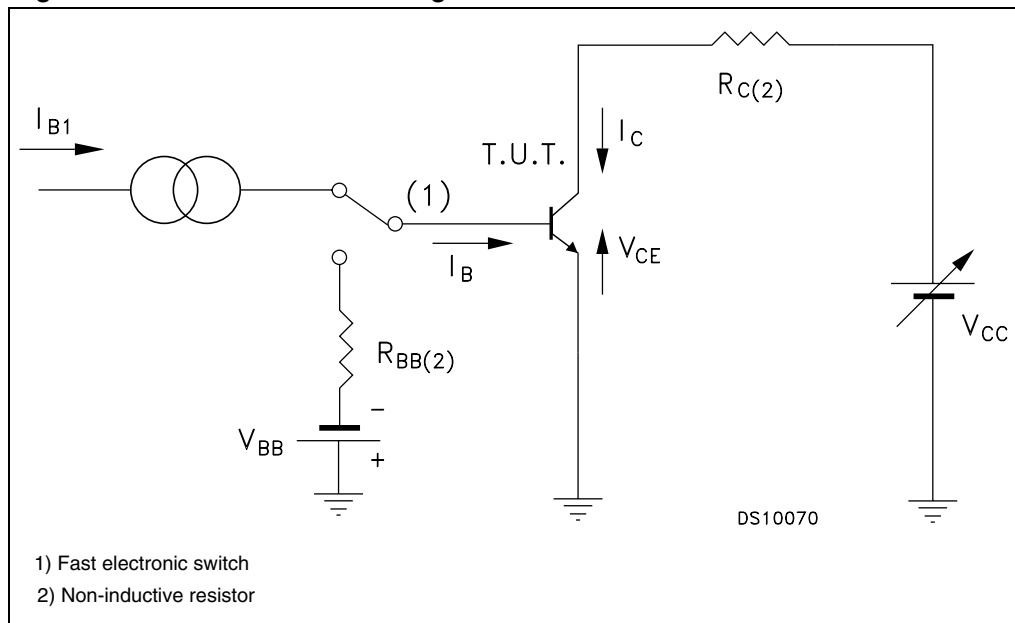 R_C(2)
I_B1
I_C
T.U.T.
(1)
V_CE
I_B
V_CC
R_BB(2)
−
V_BB
+
DS10070
1) Fast electronic switch
2) Non-inductive resistor